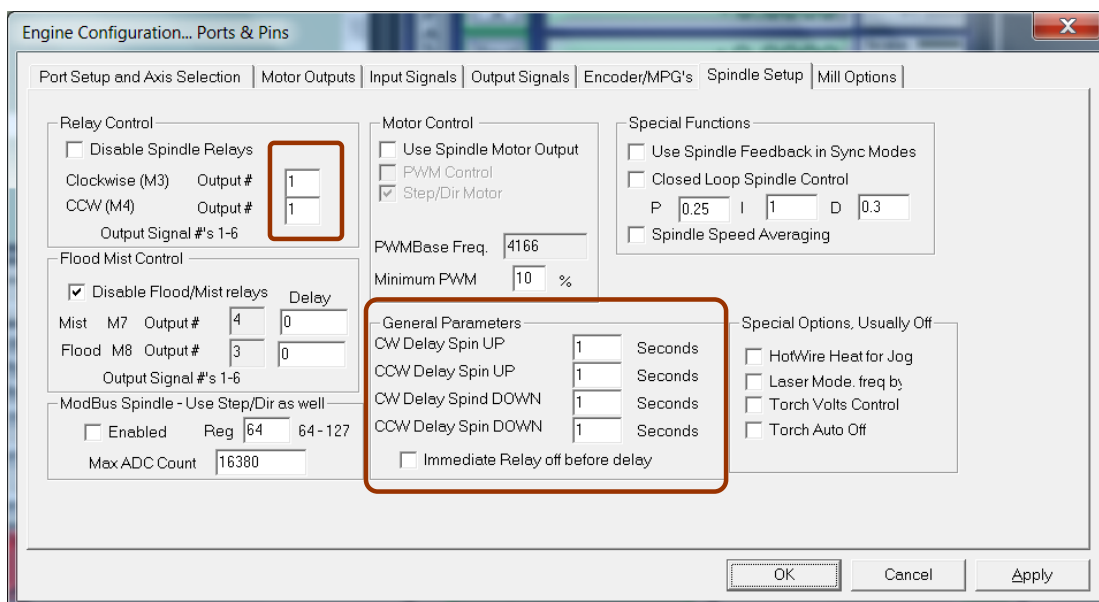 Engine Configuration... Ports & Pins
X
Port Setup and Axis Selection
Motor Outputs
Input Signals
Output Signals
Encoder/MPG's
Spindle Setup
Mill Options
Relay Control
Disable Spindle Relays
Clockwise (M3) Output # 1
CCW (M4) Output # 1
Output Signal #'s 1-6
Flood Mist Control
Disable Flood/Mist relays Delay
Mist M7 Output # 4 0
Flood M8 Output # 3 0
Output Signal #'s 1-6
ModBus Spindle - Use Step/Dir as well
Enabled Reg 64 64-127
Max ADC Count 16380
Motor Control
Use Spindle Motor Output
PWM Control
Step/Dir Motor
PWMBase Freq. 4166
Minimum PWM 10 %
General Parameters
CW Delay Spin UP 1 Seconds
CCW Delay Spin UP 1 Seconds
CW Delay Spind DOWN 1 Seconds
CCW Delay Spin DOWN 1 Seconds
Immediate Relay off before delay
Special Functions
Use Spindle Feedback in Sync Modes
Closed Loop Spindle Control
P 0.25 I 1 D 0.3
Spindle Speed Averaging
Special Options, Usually Off
HotWire Heat for Jog
Laser Mode. freq by
Torch Volts Control
Torch Auto Off
OK
Cancel
Apply